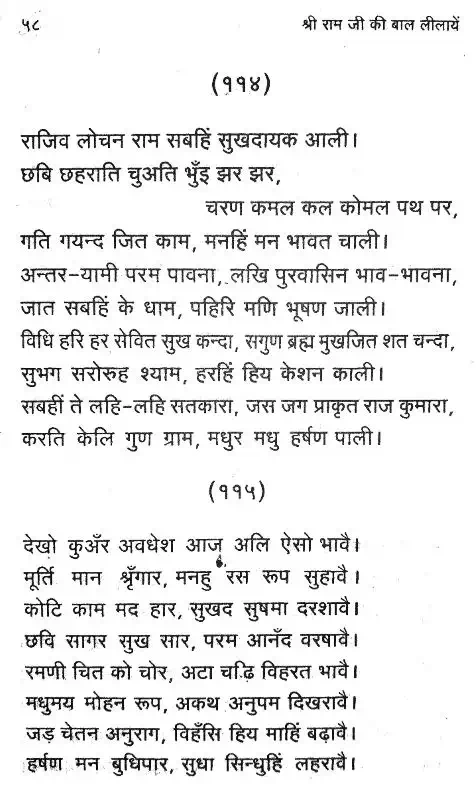 ५८ श्री राम जी की बाल लीलायें
(११४)
राजिव लोचन राम सबहिं सुखदायक आली।
छबि छहराति चुअति भुँइ झर झर,
चरण कमल कल कोमल पथ पर,
गति गयन्द जित काम, मनहिं मन भावत चाली।
अन्तर-यामी परम पावना, लखि पुरवासिन भाव-भावना,
जात सबहिं के धाम, पहिरि मणि भूषण जाली।
विधि हरि हर सेवित सुख कन्दा, सगुण ब्रह्म मुखजित शत चन्दा,
सुभग सरोरुह श्याम, हरहिं हिय केशन काली।
सबहीं ते लहि-लहि सतकारा, जस जग प्राकृत राज कुमारा,
करति केलि गुण ग्राम, मधुर मधु हर्षण पाली।
(११५)
देखो कुअँर अवधेश आज अलि ऐसो भावै।
मूर्ति मान श्रृँगार, मनहु रस रूप सुहावै।
कोटि काम मद हार, सुखद सुषमा दरशावै।
छवि सागर सुख सार, परम आनँद वरषावै।
रमणी चित को चोर, अटा चढ़ि विहरत भावै।
मधुमय मोहन रूप, अकथ अनुपम दिखरावै।
जड़ चेतन अनुराग, विहँसि हिय माहिं बढ़ावै।
हर्षण मन बुधिपार, सुधा सिन्धुहिं लहरावै।